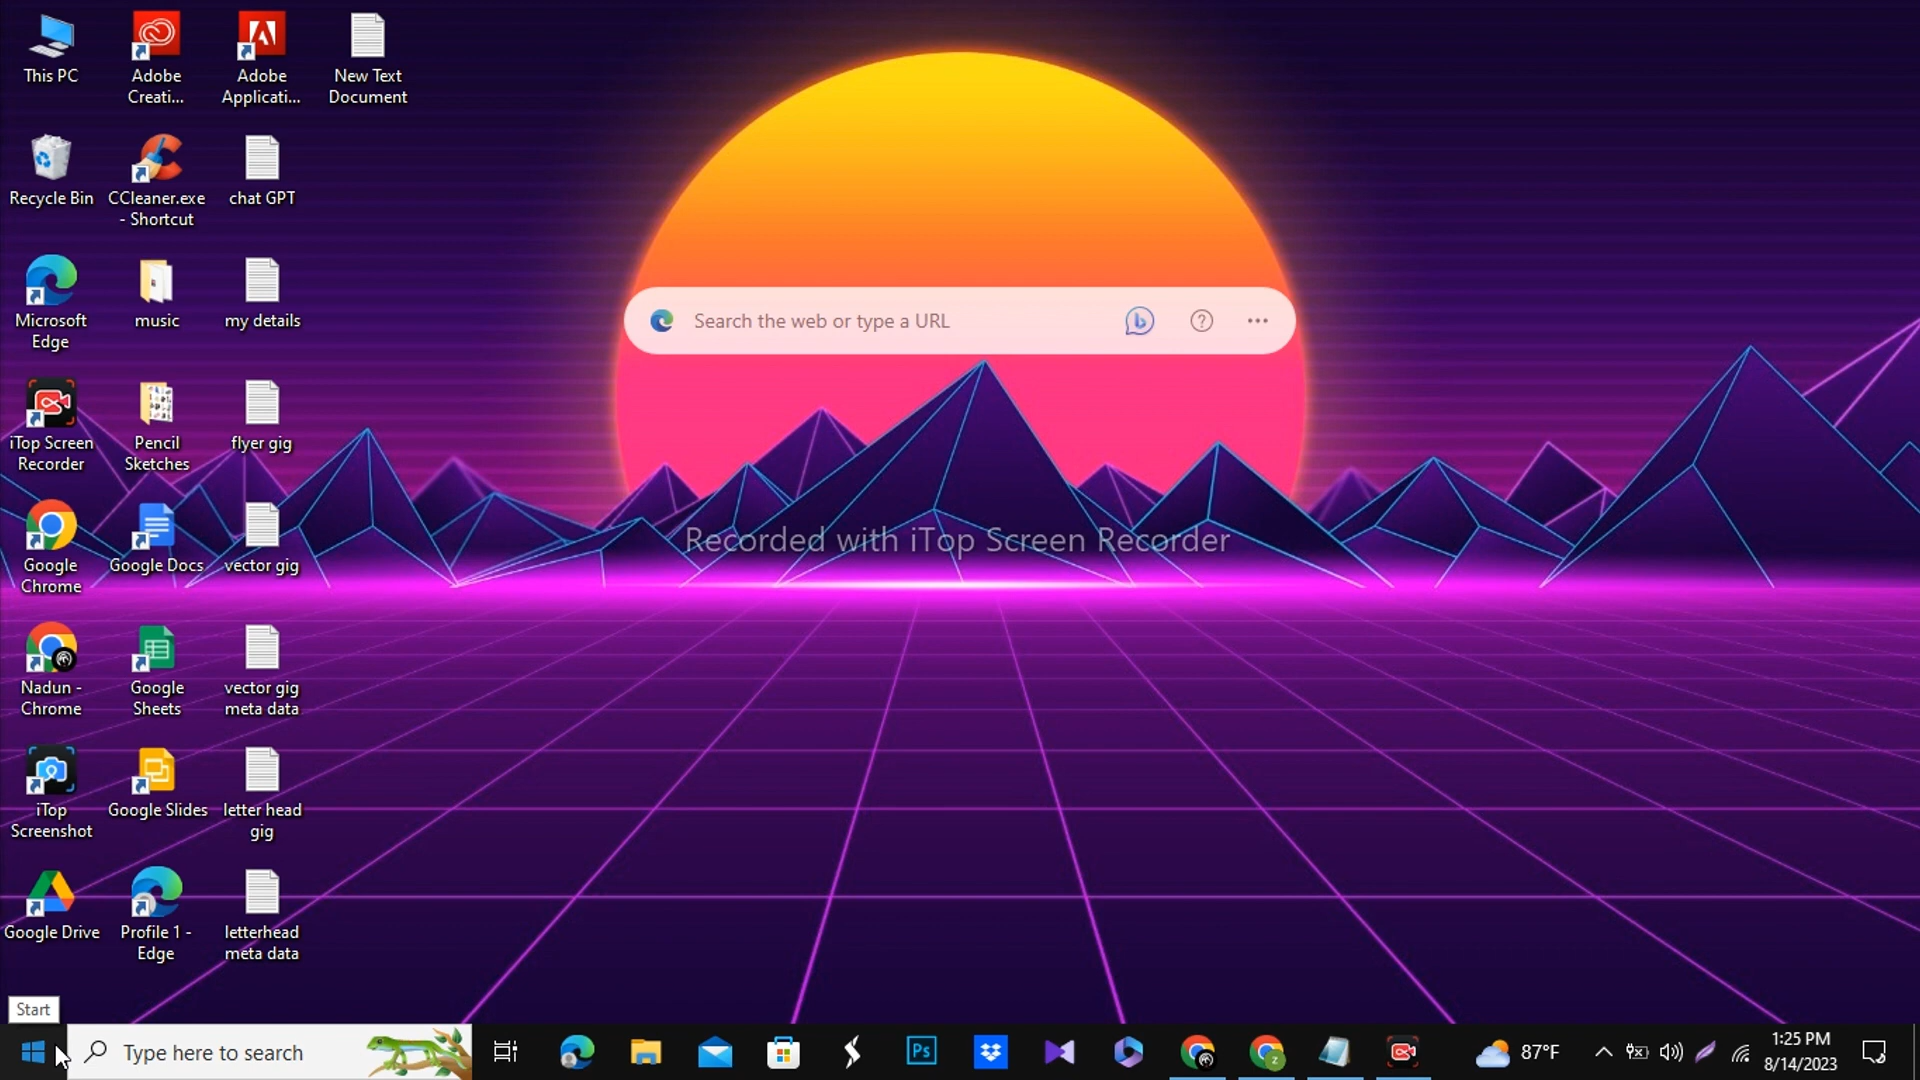 This PC
Adobe
Creati...
Adobe
Applicati...
New Text
Document
Recycle Bin
CCleaner.exe
- Shortcut
chat GPT
Microsoft
Edge
music
my details
Search the web or type a URL
iTop Screen
Recorder
Pencil
Sketches
flyer gig
Recorded with iTop Screen Recorder
Google
Chrome
Google Docs
vector gig
Nadun -
Chrome
Google
Sheets
vector gig
meta data
iTop
Screenshot
Google Slides
letter head
gig
Google Drive
Profile 1 -
Edge
letterhead
meta data
Start
Type here to search
Ps
87°F
1:25 PM
8/14/2023